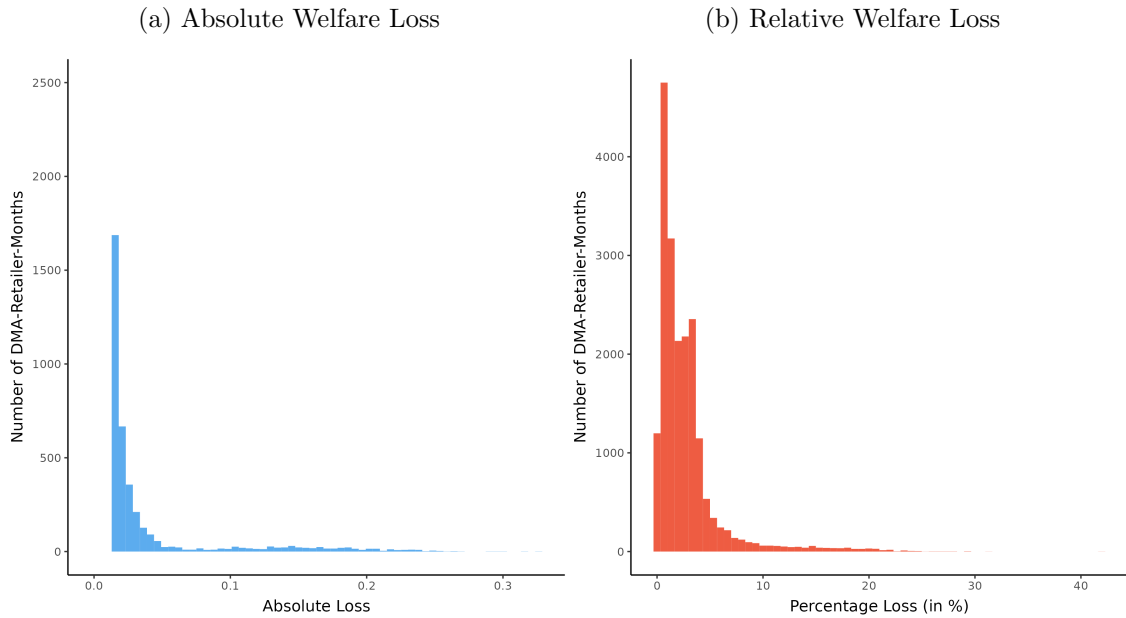 (a) Absolute Welfare Loss
2500
2000
1500
1000
500
0
Number of DMA-Retailer-Months
0.0 0.1 0.2 0.3
Absolute Loss
(b) Relative Welfare Loss
4000
3000
2000
1000
0
Number of DMA-Retailer-Months
0 10 20 30 40
Percentage Loss (in %)